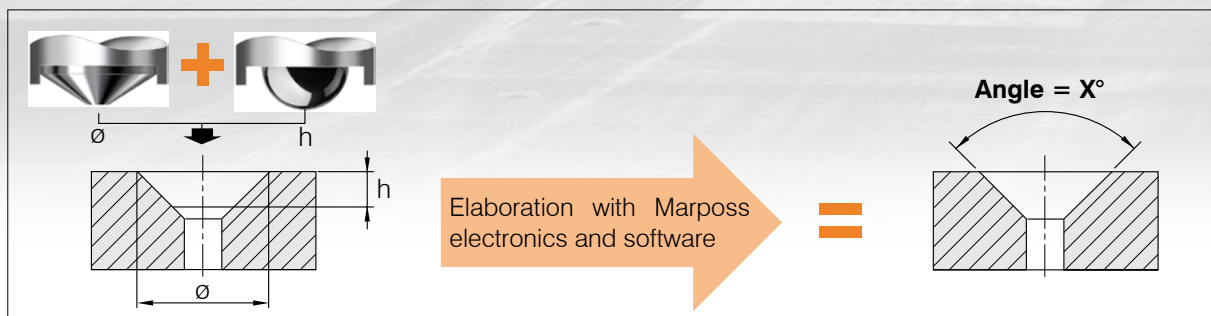 ø
h
h
ø
Elaboration with Marposs
electronics and software
Angle = X°